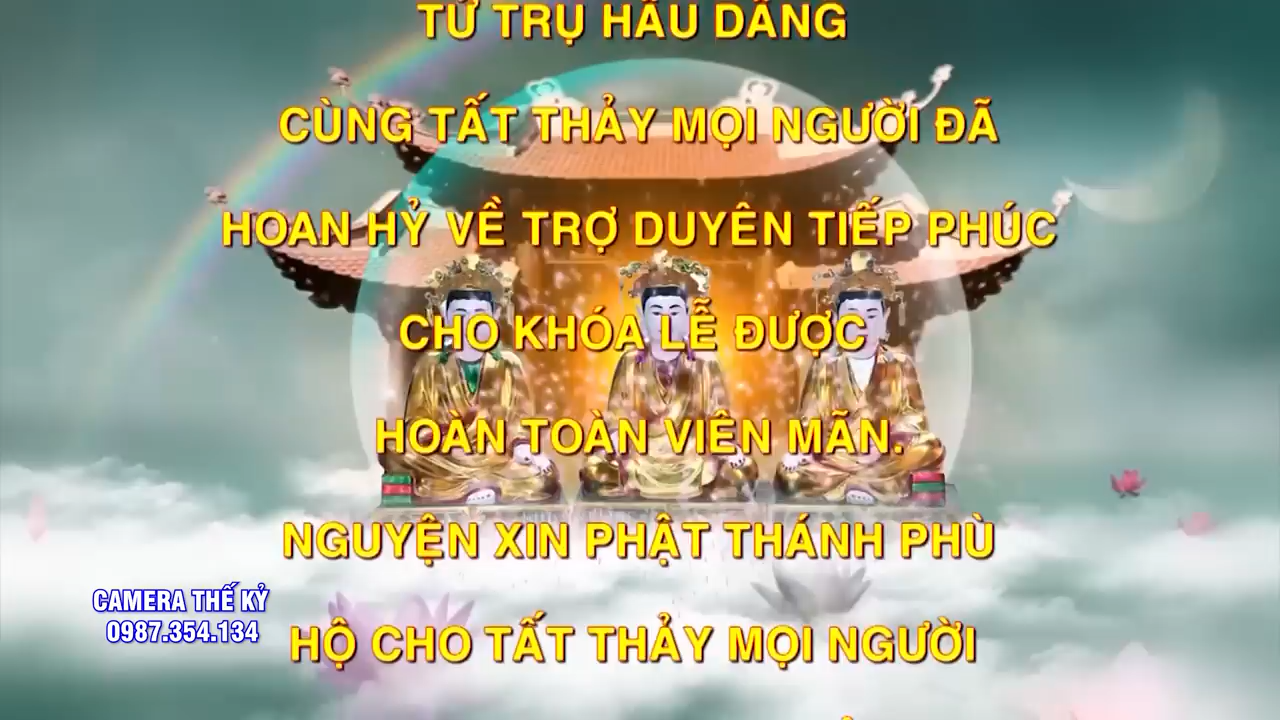 TỨ TRỤ HẦU DÂNG
CÙNG TẤT THẢY MỌI NGƯỜI ĐÃ
HOAN HỶ VỀ TRỢ DUYÊN TIẾP PHÚC
CHO KHÓA LỄ ĐƯỢC
HOÀN TOÀN VIÊN MÃN.
NGUYỆN XIN PHẬT THÁNH PHÙ
HỘ CHO TẤT THẢY MỌI NGƯỜI
CAMERA THẾ KỶ
0987.354.134